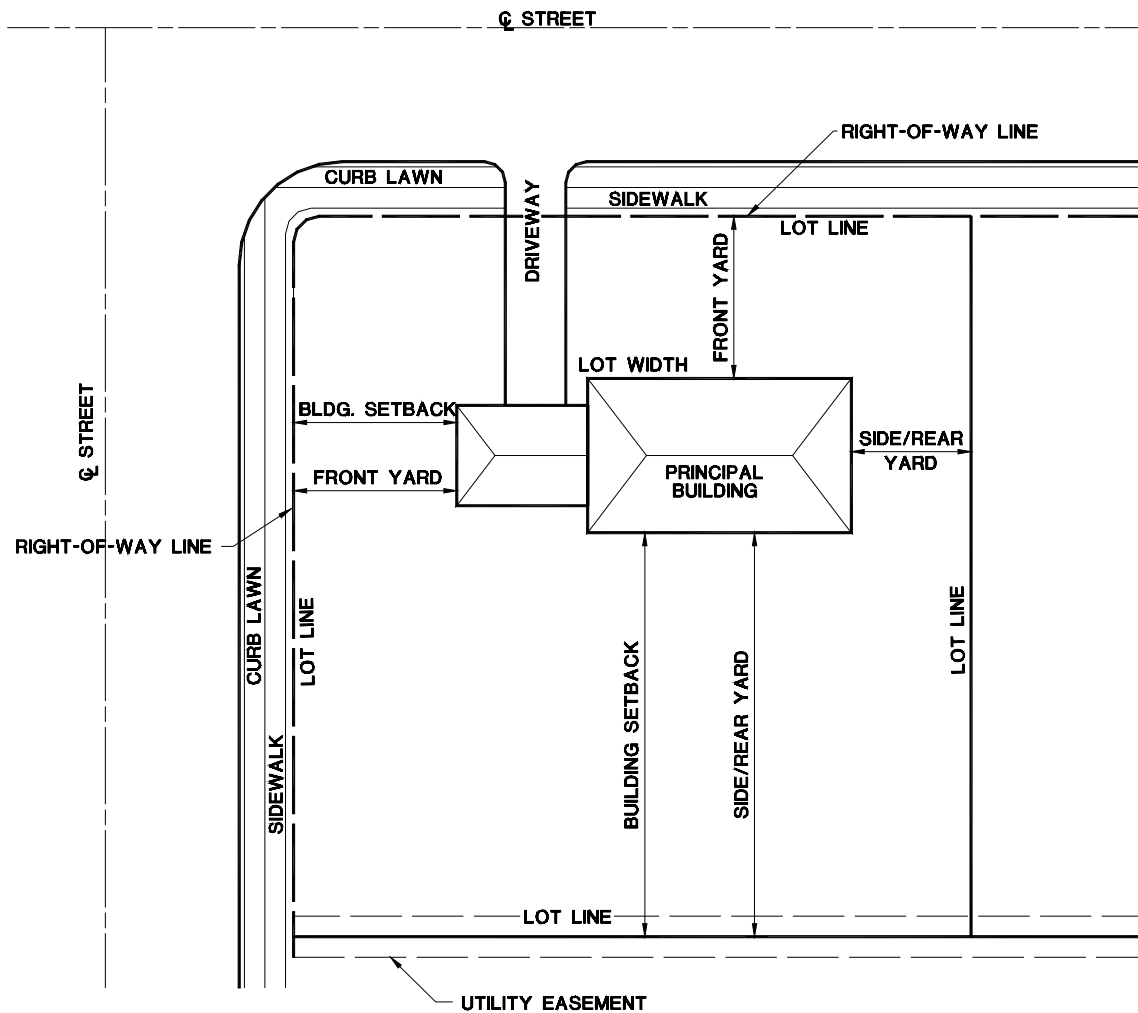 ℄ STREET
RIGHT-OF-WAY LINE
CURB LAWN
SIDEWALK
LOT LINE
DRIVEWAY
FRONT YARD
LOT WIDTH
℄ STREET
BLDG. SETBACK
SIDE/REAR
YARD
FRONT YARD
PRINCIPAL
BUILDING
RIGHT-OF-WAY LINE
CURB LAWN
LOT LINE
LOT LINE
BUILDING SETBACK
SIDE/REAR YARD
SIDEWALK
LOT LINE
UTILITY EASEMENT